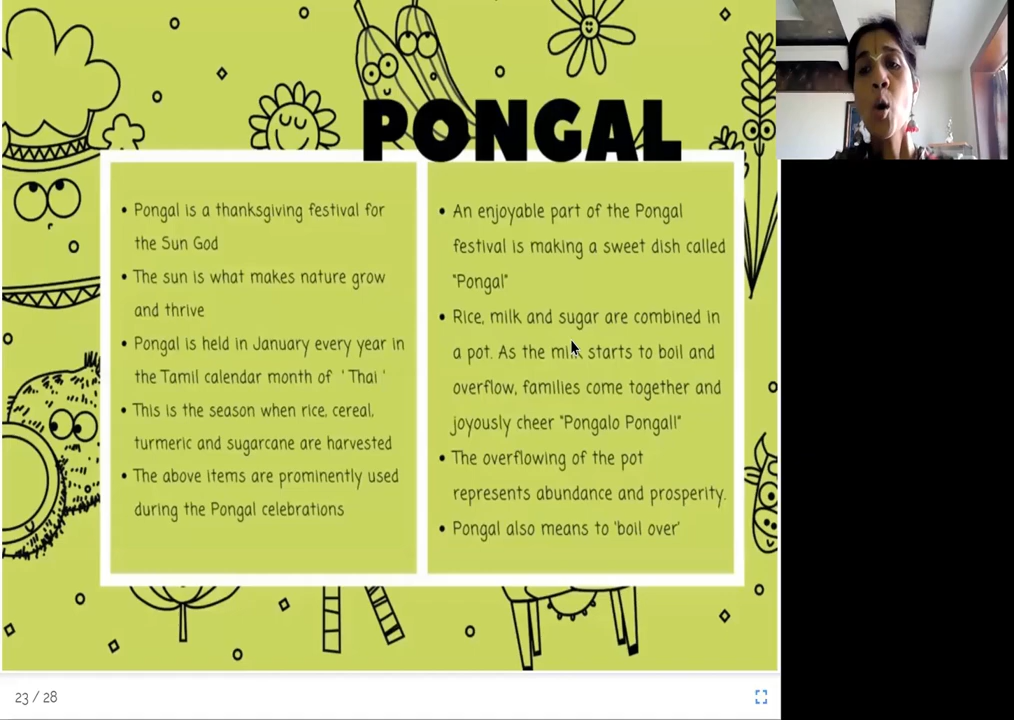 PONGAL
• Pongal is a thanksgiving festival for
the Sun God
• The sun is what makes nature grow
and thrive
• Pongal is held in January every year in
the Tamil calendar month of ' Thai '
• This is the season when rice, cereal,
turmeric and sugarcane are harvested
• The above items are prominently used
during the Pongal celebrations
• An enjoyable part of the Pongal
festival is making a sweet dish called
"Pongal"
• Rice, milk and sugar are combined in
a pot. As the milk starts to boil and
overflow, families come together and
joyously cheer "Pongalo Pongal!"
• The overflowing of the pot
represents abundance and prosperity.
• Pongal also means to 'boil over'
23 / 28